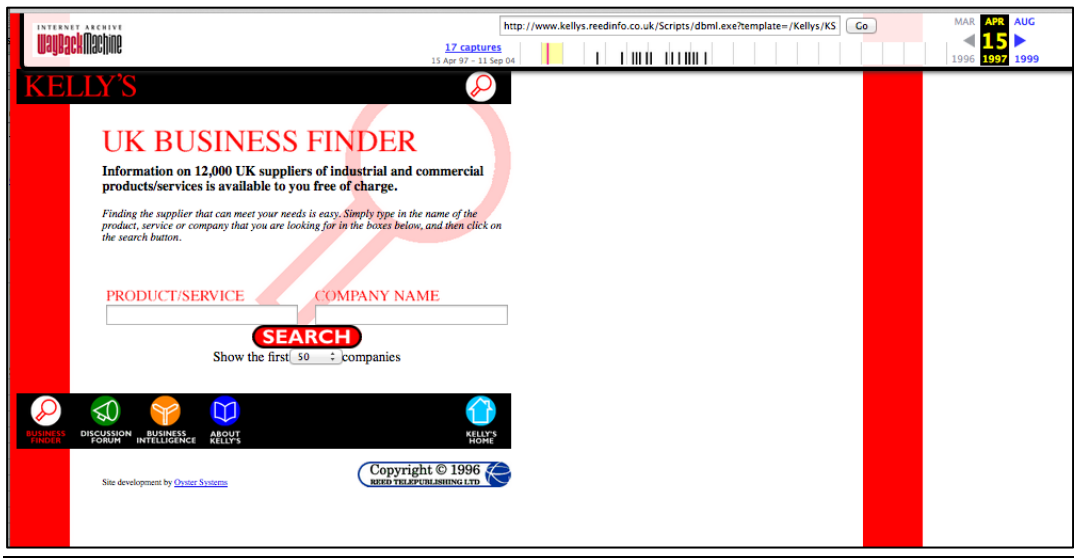 INTERNET ARCHIVE
WayBackMachine
http://www.kellys.reedinfo.co.uk/Scripts/dbml.exe?template=/Kellys/KS
Go
17 captures
15 Apr 97 - 11 Sep 04
MAR APR AUG
15
1996 1997 1999
KELLY'S
UK BUSINESS FINDER
Information on 12,000 UK suppliers of industrial and commercial
products/services is available to you free of charge.
Finding the supplier that can meet your needs is easy. Simply type in the name of the
product, service or company that you are looking for in the boxes below, and then click on
the search button.
PRODUCT/SERVICE COMPANY NAME
SEARCH
Show the first 50 companies
BUSINESS FINDER
DISCUSSION FORUM
BUSINESS INTELLIGENCE
ABOUT KELLY'S
KELLY'S HOME
Site development by Oyster Systems
Copyright © 1996
REED TELEPUBLISHING LTD